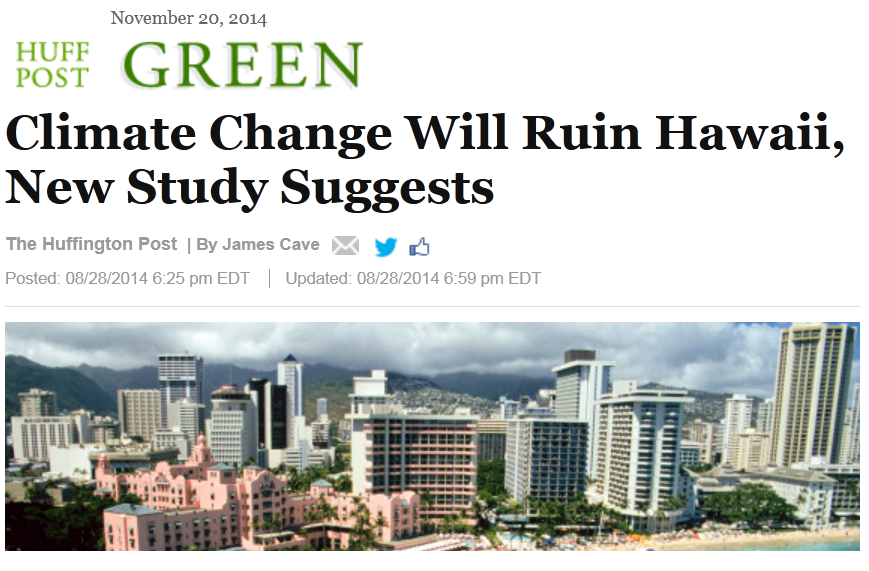 November 20, 2014
HUFF
POST GREEN
Climate Change Will Ruin Hawaii,
New Study Suggests
The Huffington Post | By James Cave
Posted: 08/28/2014 6:25 pm EDT | Updated: 08/28/2014 6:59 pm EDT